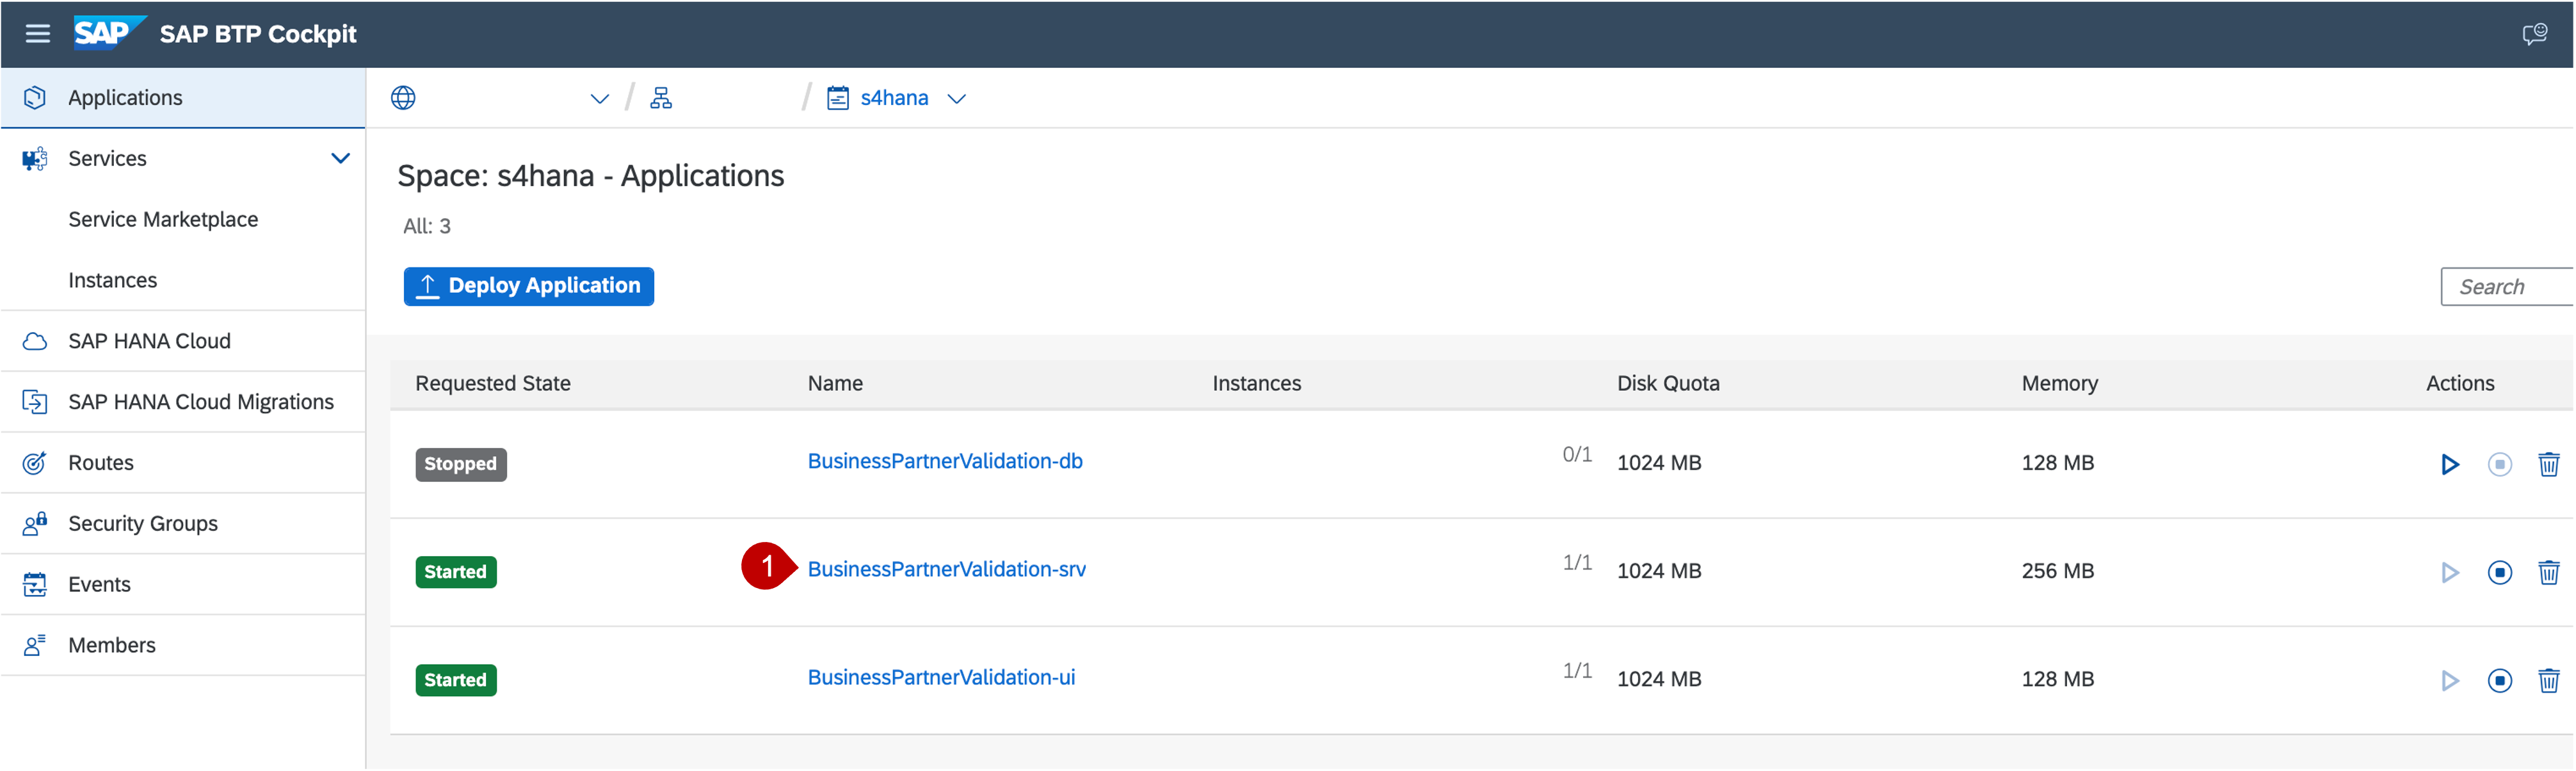 SAP SAP BTP Cockpit
Applications
Services
Service Marketplace
Instances
SAP HANA Cloud
SAP HANA Cloud Migrations
Routes
Security Groups
Events
Members
s4hana
Space: s4hana - Applications
All: 3
Deploy Application
Search
Requested State Name Instances Disk Quota Memory Actions
Stopped BusinessPartnerValidation-db 0/1 1024 MB 128 MB
Started 1 BusinessPartnerValidation-srv 1/1 1024 MB 256 MB
Started BusinessPartnerValidation-ui 1/1 1024 MB 128 MB